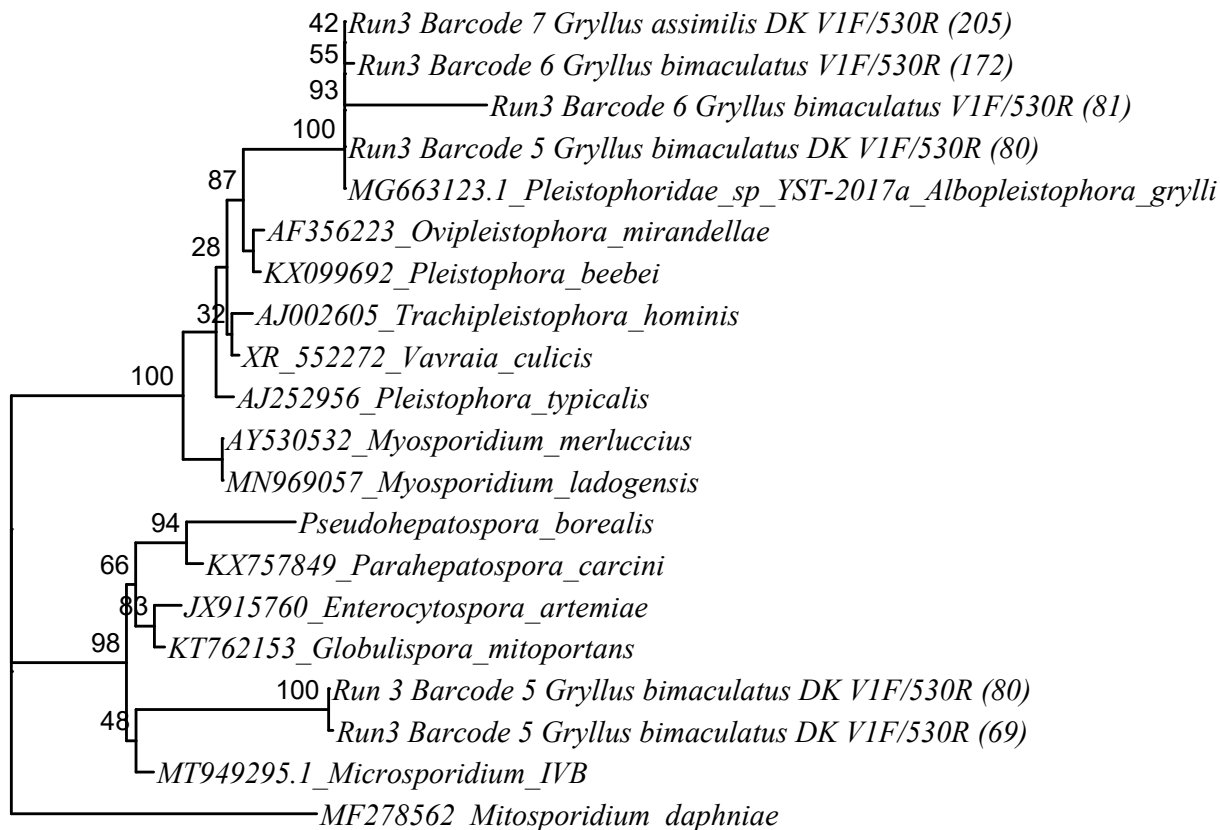 42 Run3 Barcode 7 Gryllus assimilis DK V1F/530R (205)
55 Run3 Barcode 6 Gryllus bimaculatus V1F/530R (172)
93 Run3 Barcode 6 Gryllus bimaculatus V1F/530R (81)
100 Run3 Barcode 5 Gryllus bimaculatus DK V1F/530R (80)
87 MG663123.1_Pleistophoridae_sp_YST-2017a_Albopleistophora_grylli
AF356223_Ovipleistophora_mirandellae
28 KX099692_Pleistophora_beebei
32 AJ002605_Trachipleistophora_hominis
XR_552272_Vavraia_culicis
100 AJ252956_Pleistophora_typicalis
AY530532_Myosporidium_merluccius
MN969057_Myosporidium_ladogensis
94 Pseudohepatospora_borealis
66 KX757849_Parahepatospora_carcini
83 JX915760_Enterocytospora_artemiae
98 KT762153_Globulispora_mitoportans
100 Run 3 Barcode 5 Gryllus bimaculatus DK V1F/530R (80)
48 Run3 Barcode 5 Gryllus bimaculatus DK V1F/530R (69)
MT949295.1_Microsporidium_IVB
MF278562 Mitosporidium daphniae